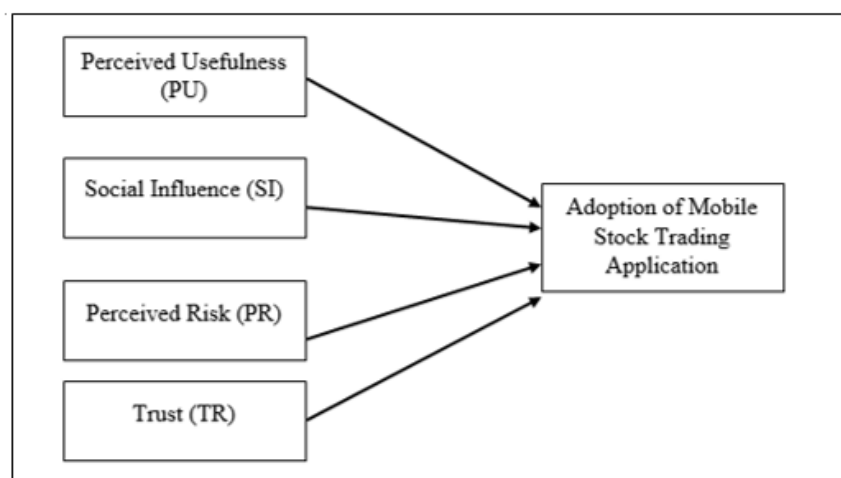 Perceived Usefulness
(PU)
Social Influence (SI)
Perceived Risk (PR)
Trust (TR)
Adoption of Mobile
Stock Trading
Application